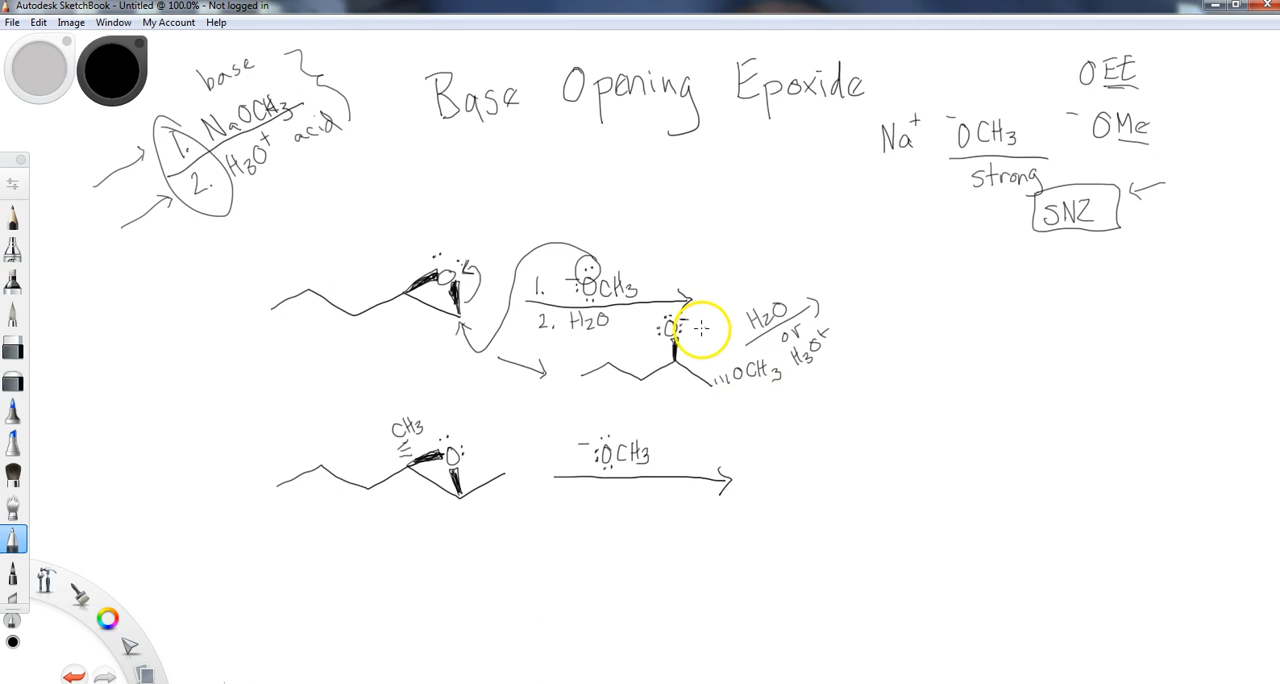 Autodesk SketchBook - Untitled @ 100.0% - Not logged in
File Edit Image Window My Account Help
base
1. NaOCH3
2. H3O+ acid
Base Opening Epoxide
OEt
Na+ -OCH3 -OMe
strong
SN2
O
1. -:OCH3
2. H2O
:O:-
H2O
or
H3O+
OCH3
CH3
O:
-:OCH3